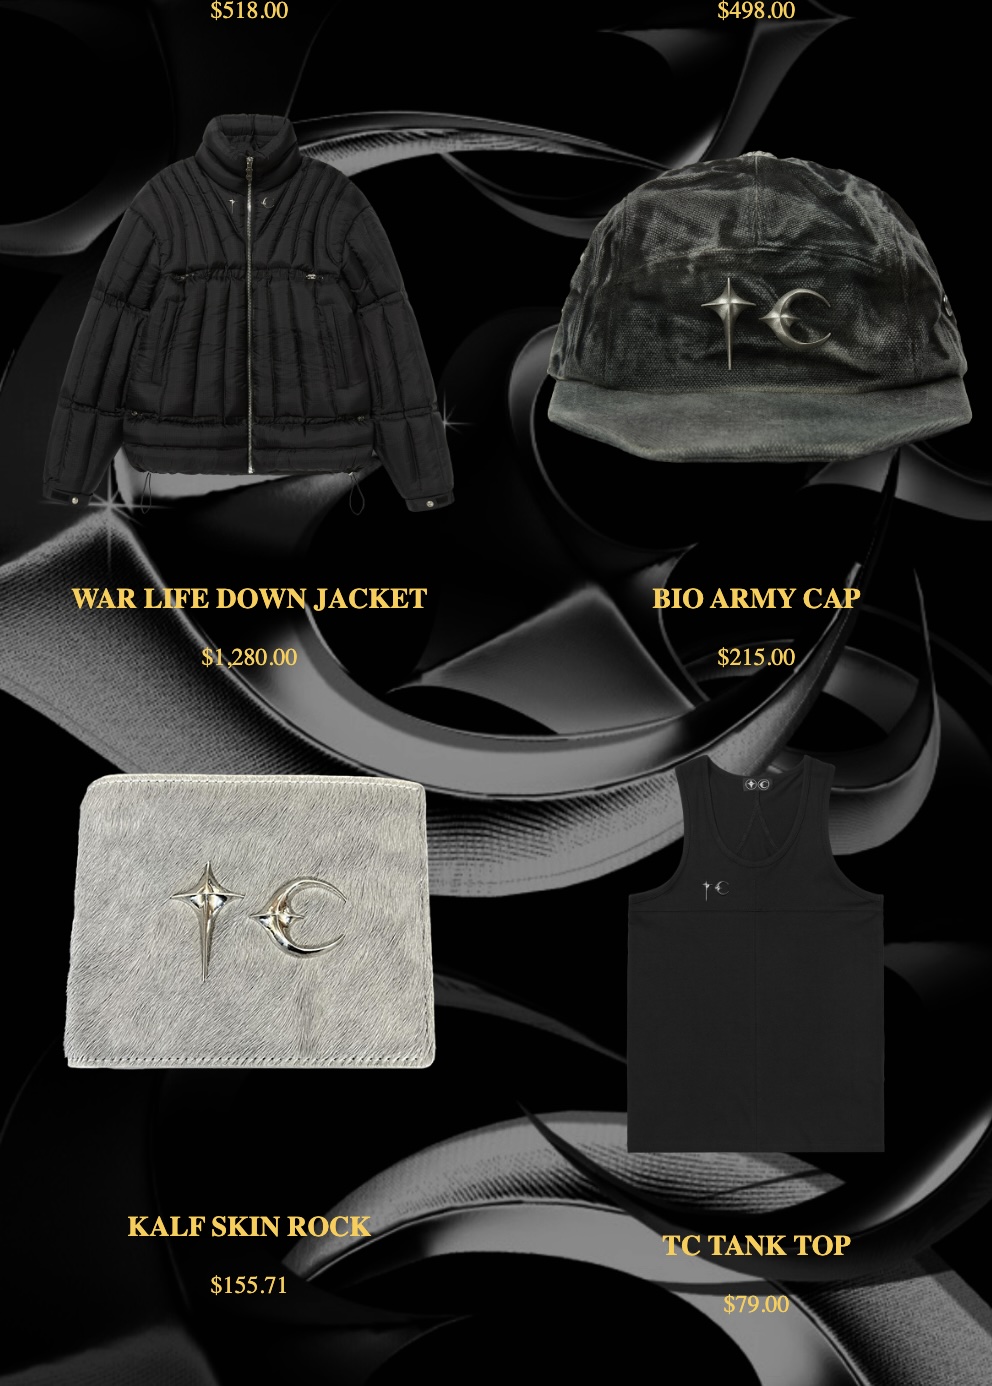 $518.00
$498.00
WAR LIFE DOWN JACKET
BIO ARMY CAP
$1,280.00
$215.00
KALF SKIN ROCK
TC TANK TOP
$155.71
$79.00